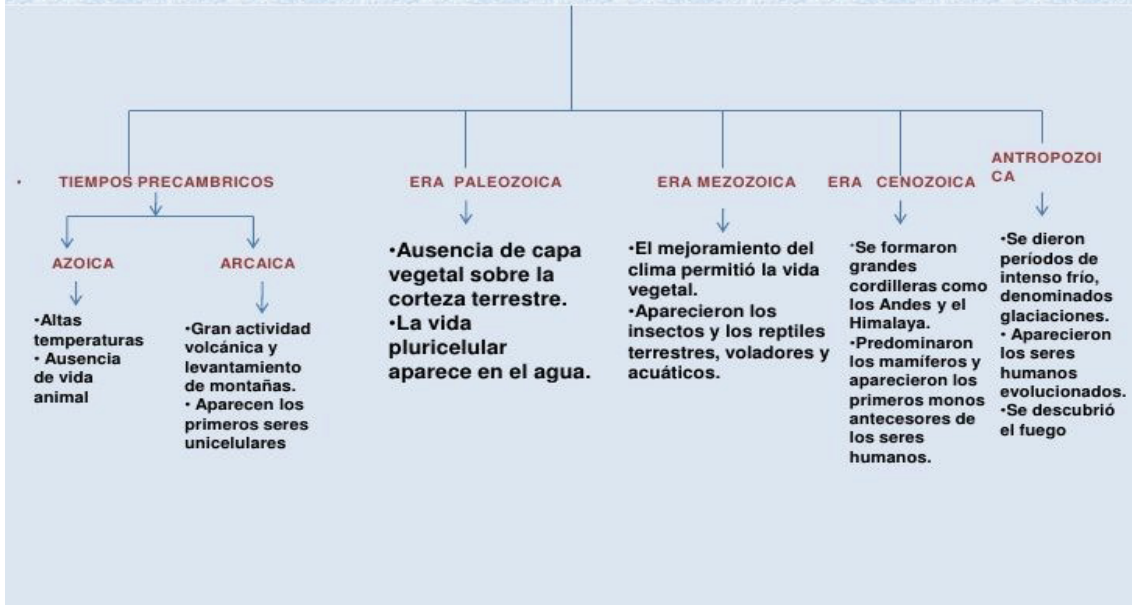 • TIEMPOS PRECAMBRICOS
AZOICA
•Altas
temperaturas
• Ausencia
de vida
animal
ARCAICA
•Gran actividad
volcánica y
levantamiento
de montañas.
• Aparecen los
primeros seres
unicelulares
ERA PALEOZOICA
•Ausencia de capa
vegetal sobre la
corteza terrestre.
•La vida
pluricelular
aparece en el agua.
ERA MEZOZOICA
•El mejoramiento del
clima permitió la vida
vegetal.
•Aparecieron los
insectos y los reptiles
terrestres, voladores y
acuáticos.
ERA CENOZOICA
•Se formaron
grandes
cordilleras como
los Andes y el
Himalaya.
•Predominaron
los mamíferos y
aparecieron los
primeros monos
antecesores de
los seres
humanos.
ANTROPOZOI
CA
•Se dieron
períodos de
intenso frío,
denominados
glaciaciones.
• Aparecieron
los seres
humanos
evolucionados.
•Se descubrió
el fuego